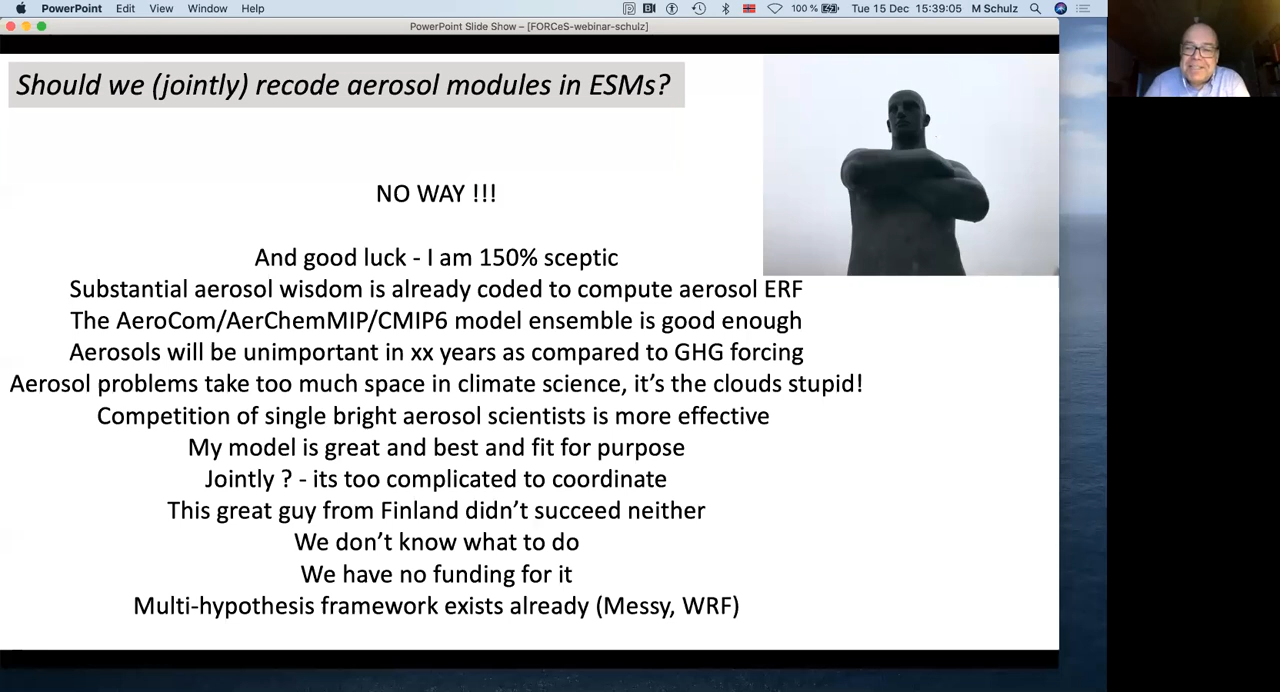 PowerPoint Edit View Window Help 100 % Tue 15 Dec 15:39:05 M Schulz
PowerPoint Slide Show – [FORCeS-webinar-schulz]
Should we (jointly) recode aerosol modules in ESMs?
NO WAY !!!
And good luck - I am 150% sceptic
Substantial aerosol wisdom is already coded to compute aerosol ERF
The AeroCom/AerChemMIP/CMIP6 model ensemble is good enough
Aerosols will be unimportant in xx years as compared to GHG forcing
Aerosol problems take too much space in climate science, it’s the clouds stupid!
Competition of single bright aerosol scientists is more effective
My model is great and best and fit for purpose
Jointly ? - its too complicated to coordinate
This great guy from Finland didn’t succeed neither
We don’t know what to do
We have no funding for it
Multi-hypothesis framework exists already (Messy, WRF)